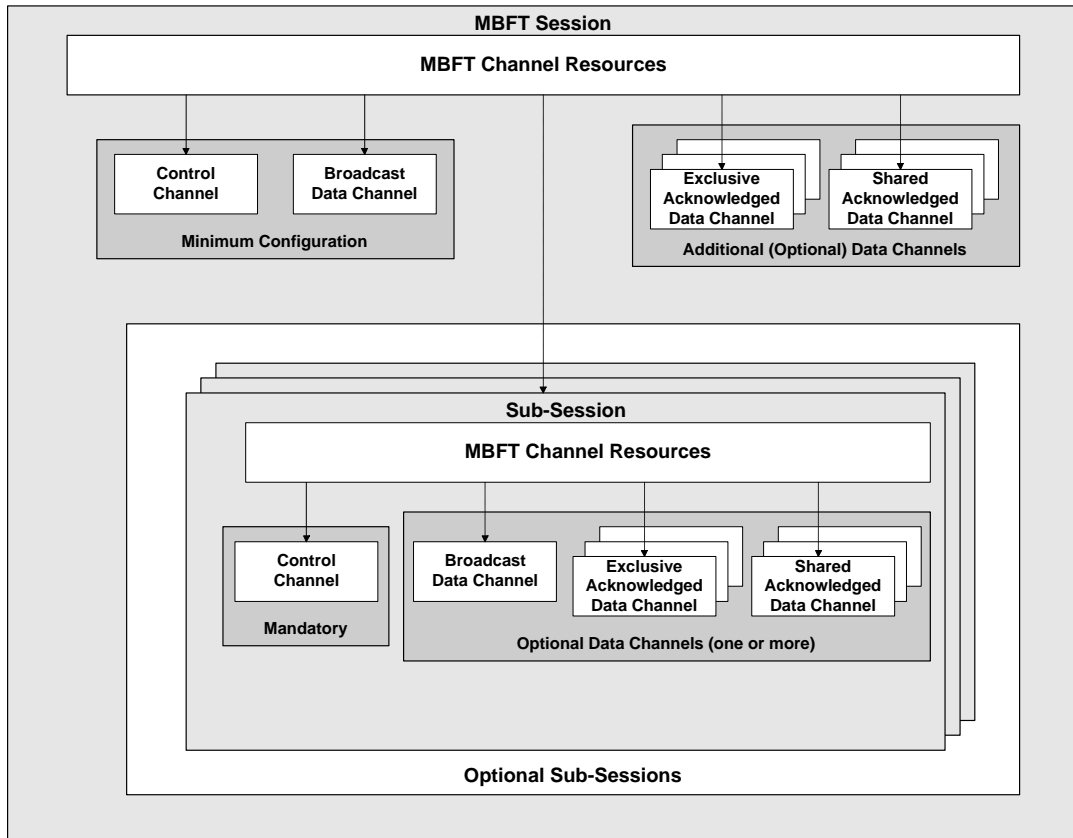 MBFT Session
MBFT Channel Resources
Control
Channel
Broadcast
Data Channel
Minimum Configuration
Exclusive
Acknowledged
Data Channel
Shared
Acknowledged
Data Channel
Additional (Optional) Data Channels
Sub-Session
MBFT Channel Resources
Control
Channel
Mandatory
Broadcast
Data Channel
Exclusive
Acknowledged
Data Channel
Shared
Acknowledged
Data Channel
Optional Data Channels (one or more)
Optional Sub-Sessions